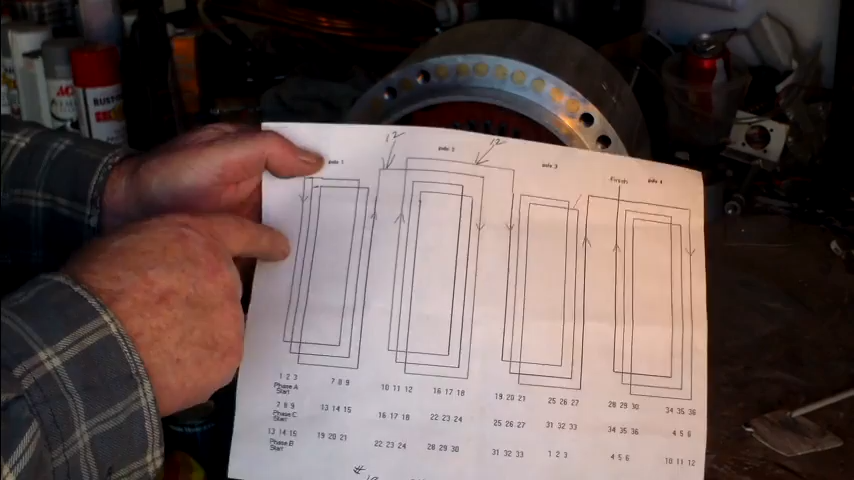 12 12
pole 1 pole 2 pole 3 finish pole 4
1 2 3 7 8 9 10 11 12 16 17 18 19 20 21 25 26 27 28 29 30 34 35 36
Phase A
Start
7 8 9 13 14 15 16 17 18 22 23 24 25 26 27 31 32 33 34 35 36 4 5 6
Phase C
Start
13 14 15 19 20 21 22 23 24 28 29 30 31 32 33 1 2 3 4 5 6 10 11 12
Phase B
Start
ACE
RUST